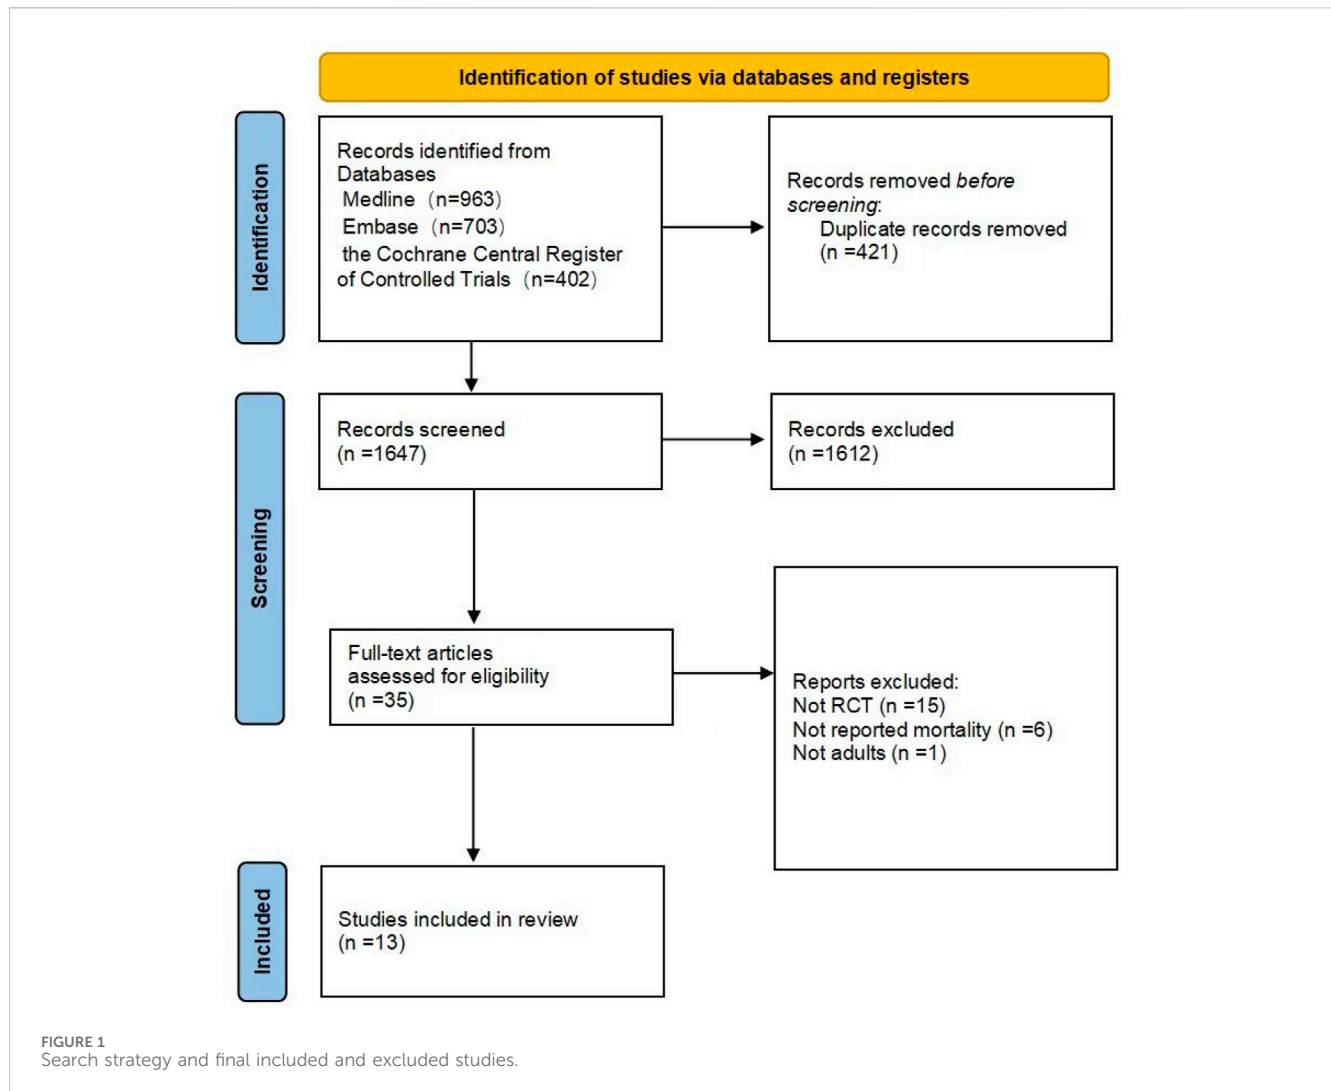 Identification of studies via databases and registers
Identification
Records identified from
Databases
Medline（n=963）
Embase（n=703）
the Cochrane Central Register
of Controlled Trials（n=402）
Records removed before
screening:
Duplicate records removed
(n =421)
Screening
Records screened
(n =1647)
Records excluded
(n =1612)
Full-text articles
assessed for eligibility
(n =35)
Reports excluded:
Not RCT (n =15)
Not reported mortality (n =6)
Not adults (n =1)
Included
Studies included in review
(n =13)
FIGURE 1
Search strategy and final included and excluded studies.